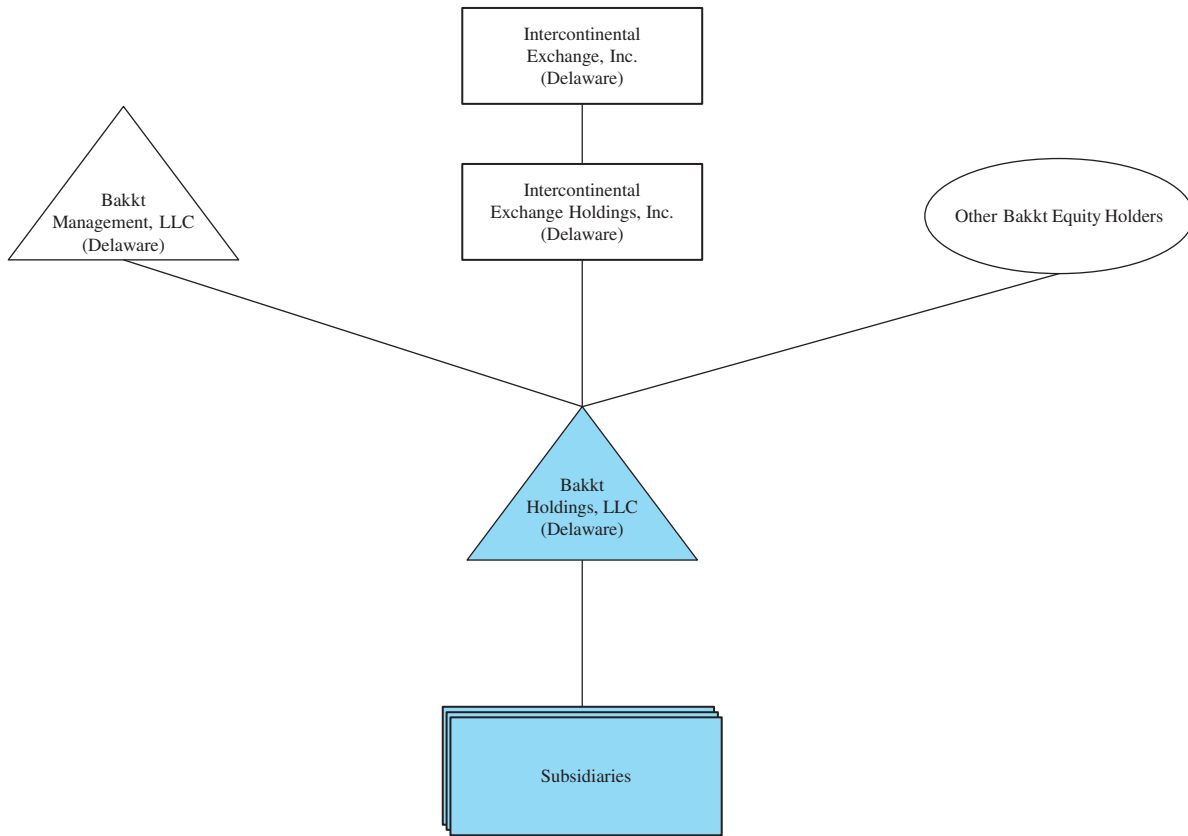 Intercontinental
Exchange, Inc.
(Delaware)
Bakkt
Management, LLC
(Delaware)
Intercontinental
Exchange Holdings, Inc.
(Delaware)
Other Bakkt Equity Holders
Bakkt
Holdings, LLC
(Delaware)
Subsidiaries